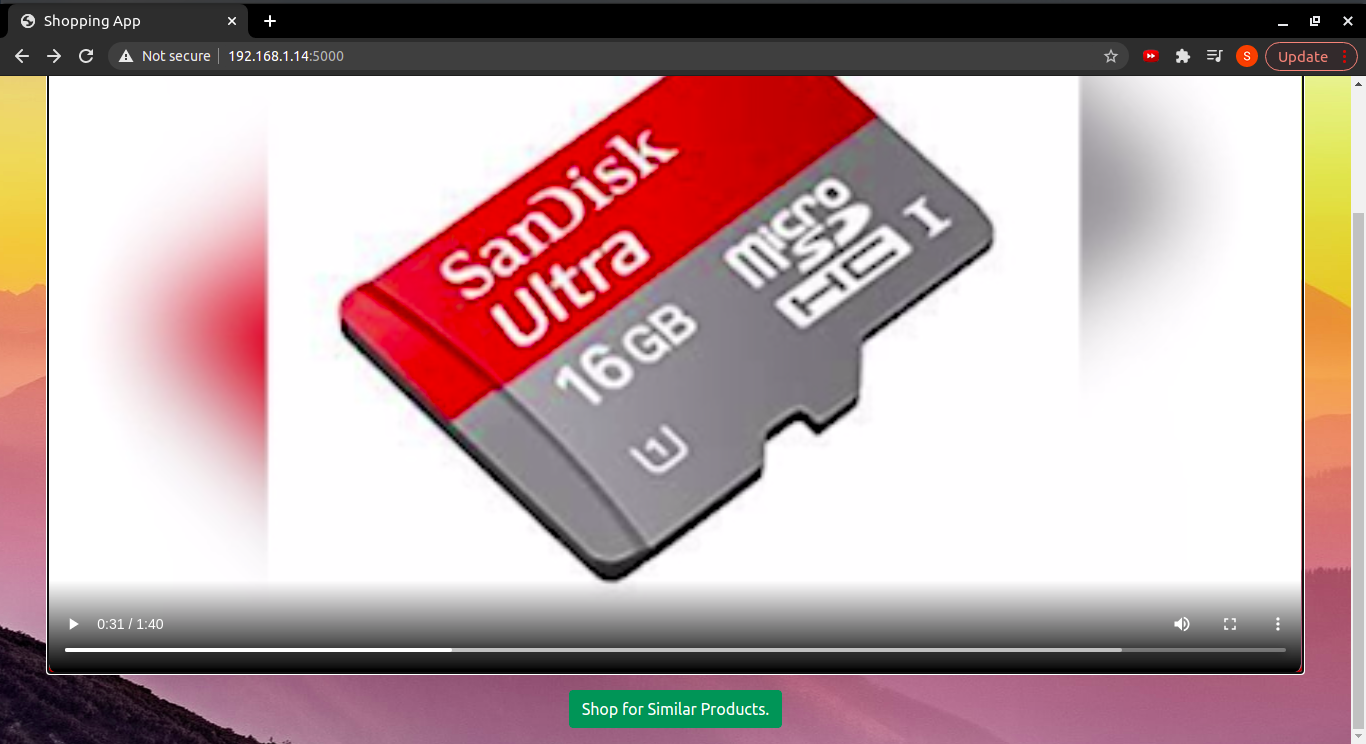 Shopping App
Not secure
192.168.1.14:5000
S
Update
SanDisk
Ultra
micro
SD
HC I
16GB
1
0:31 / 1:40
Shop for Similar Products.